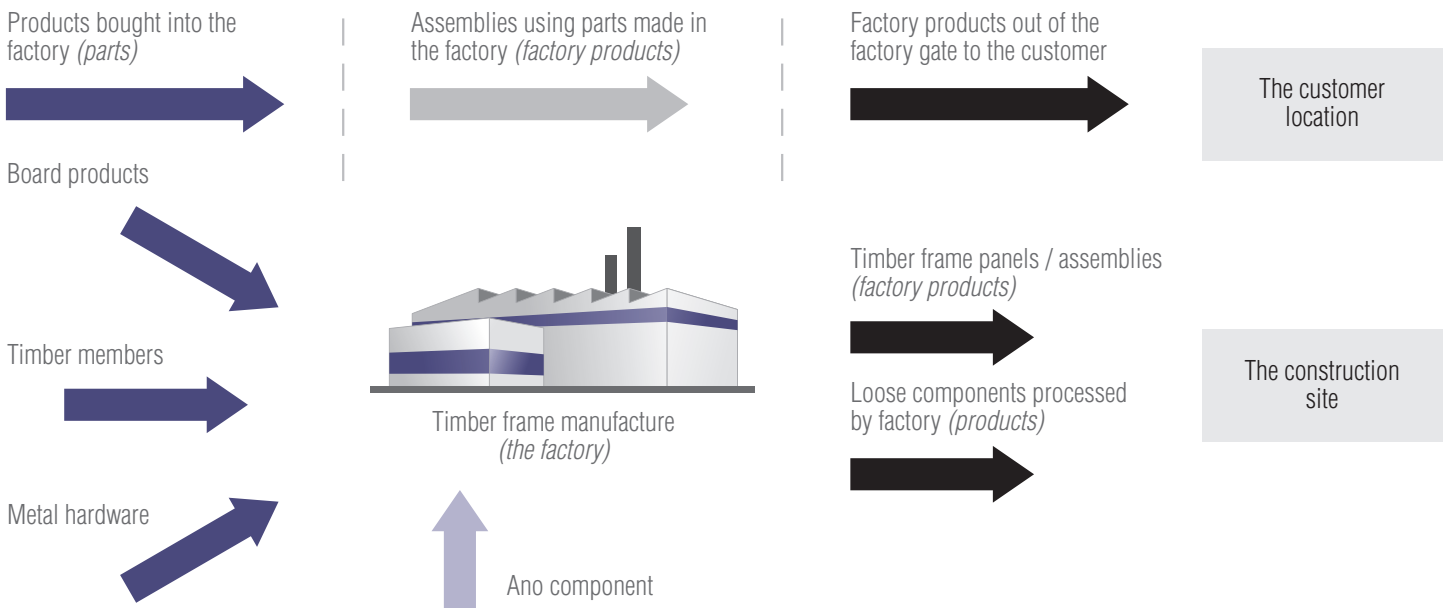 Products bought into the
factory (parts)
Assemblies using parts made in
the factory (factory products)
Factory products out of the
factory gate to the customer
The customer
location
Board products
Timber members
Metal hardware
Timber frame manufacture
(the factory)
Ano component
Timber frame panels / assemblies
(factory products)
Loose components processed
by factory (products)
The construction
site